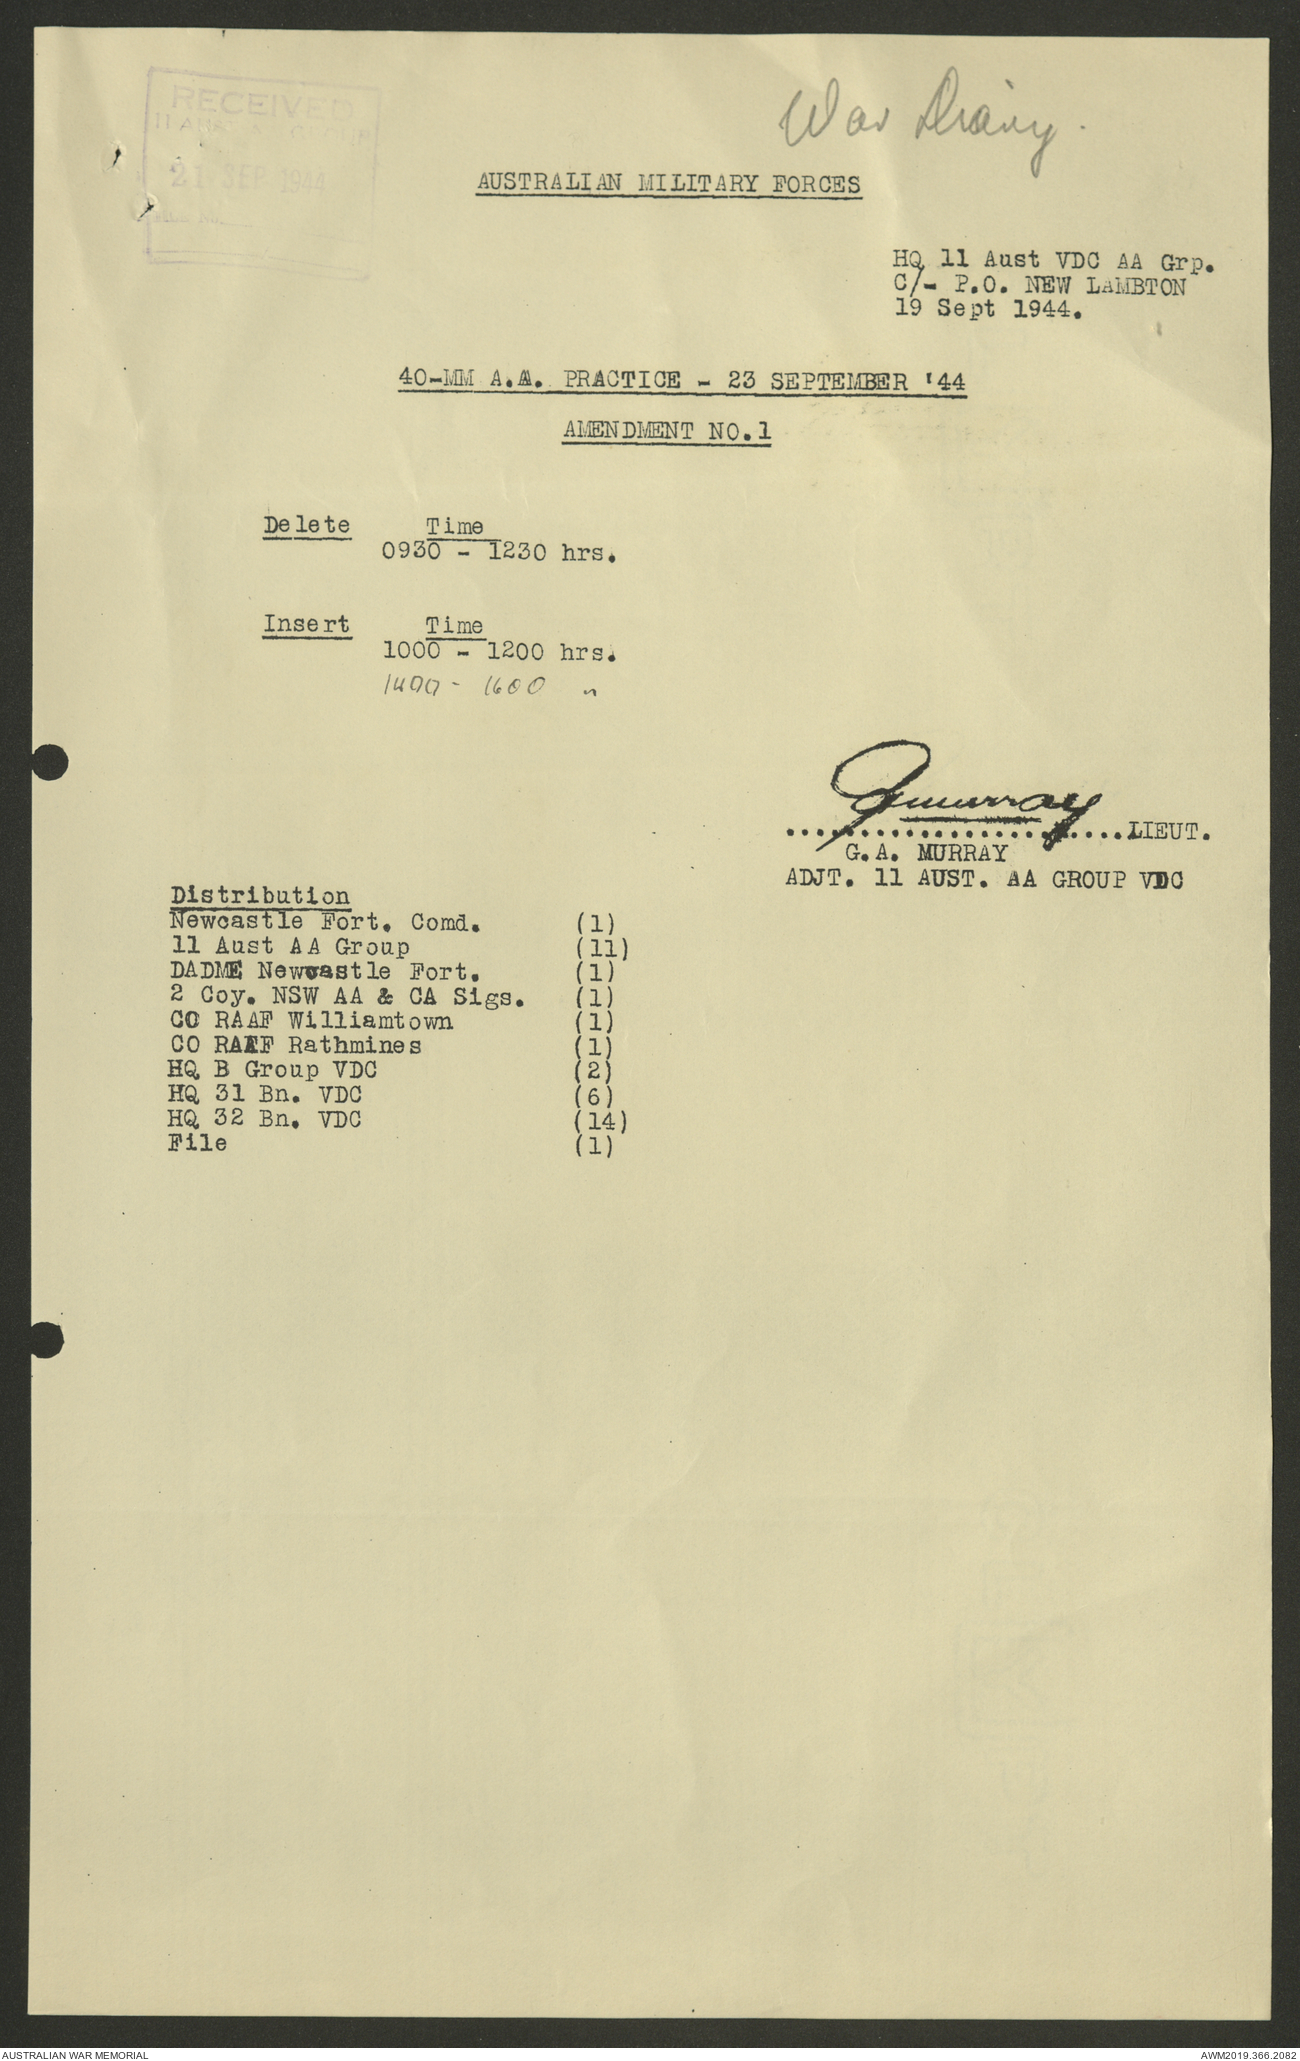 War Diary.
RECEIVED
11 AUST AA GROUP
21 SEP 1944
AUSTRALIAN MILITARY FORCES
HQ 11 Aust VDC AA Grp.
C/- P.O. NEW LAMBTON
19 Sept 1944.
40-MM A.A. PRACTICE - 23 SEPTEMBER '44
AMENDMENT NO.1
Delete Time
0930 - 1230 hrs.
Insert Time
1000 - 1200 hrs.
1400 - 1600 "
GAMurray
..........................LIEUT.
G.A. MURRAY
ADJT. 11 AUST. AA GROUP VDC
Distribution
Newcastle Fort. Comd. (1)
11 Aust AA Group (11)
DADME Newcastle Fort. (1)
2 Coy. NSW AA & CA Sigs. (1)
CO RAAF Williamtown (1)
CO RAAF Rathmines (1)
HQ B Group VDC (2)
HQ 31 Bn. VDC (6)
HQ 32 Bn. VDC (14)
File (1)
AUSTRALIAN WAR MEMORIAL
AWM2019.366.2082